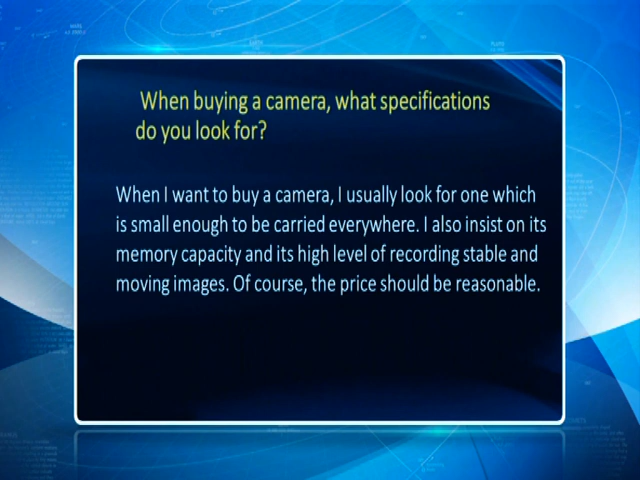 When buying a camera, what specifications
do you look for?
When I want to buy a camera, I usually look for one which
is small enough to be carried everywhere. I also insist on its
memory capacity and its high level of recording stable and
moving images. Of course, the price should be reasonable.